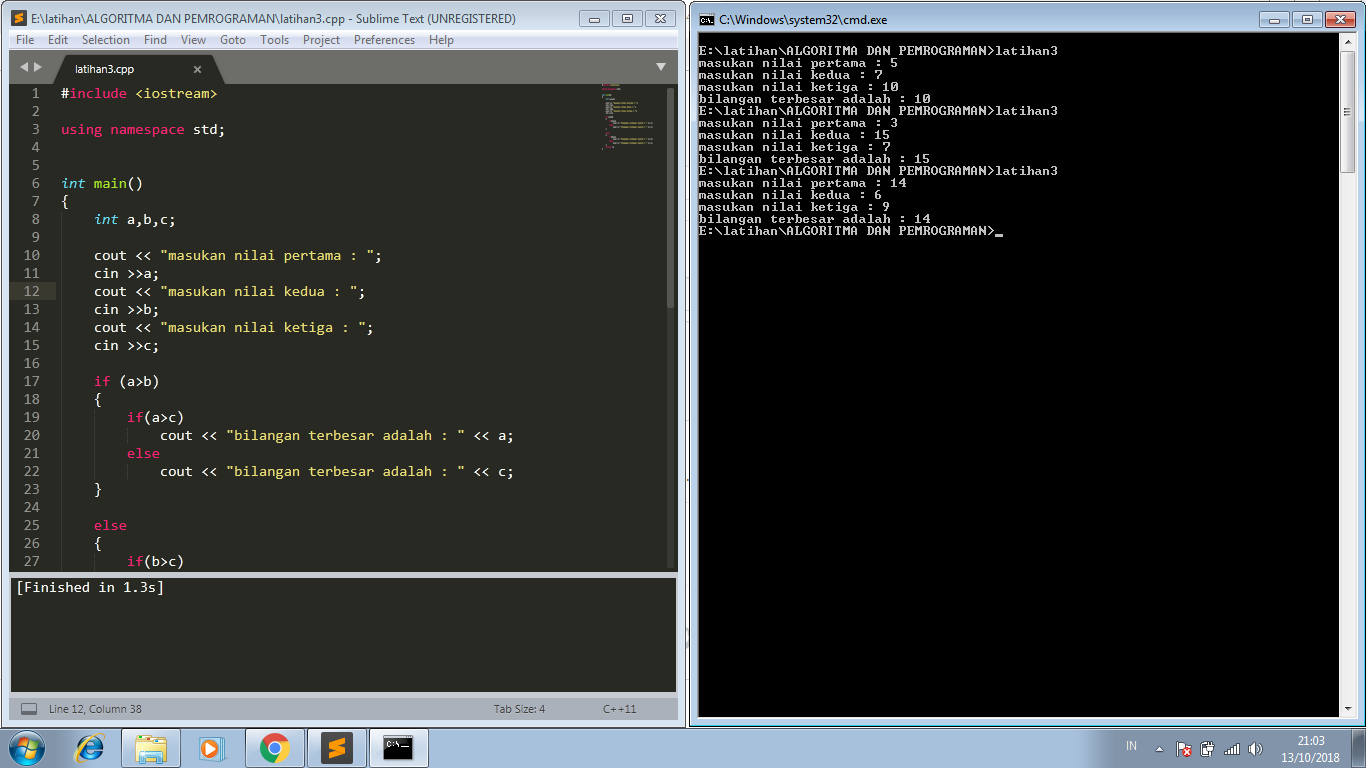 E:\latihan\ALGORITMA DAN PEMROGRAMAN\latihan3.cpp - Sublime Text (UNREGISTERED)
File Edit Selection Find View Goto Tools Project Preferences Help
latihan3.cpp
1 #include <iostream>
2
3 using namespace std;
4
5
6 int main()
7 {
8 int a,b,c;
9
10 cout << "masukan nilai pertama : ";
11 cin >>a;
12 cout << "masukan nilai kedua : ";
13 cin >>b;
14 cout << "masukan nilai ketiga : ";
15 cin >>c;
16
17 if (a>b)
18 {
19 if(a>c)
20 cout << "bilangan terbesar adalah : " << a;
21 else
22 cout << "bilangan terbesar adalah : " << c;
23 }
24
25 else
26 {
27 if(b>c)
[Finished in 1.3s]
Line 12, Column 38 Tab Size: 4 C++11
C:\Windows\system32\cmd.exe
E:\latihan\ALGORITMA DAN PEMROGRAMAN>latihan3
masukan nilai pertama : 5
masukan nilai kedua : 7
masukan nilai ketiga : 10
bilangan terbesar adalah : 10
E:\latihan\ALGORITMA DAN PEMROGRAMAN>latihan3
masukan nilai pertama : 3
masukan nilai kedua : 15
masukan nilai ketiga : 7
bilangan terbesar adalah : 15
E:\latihan\ALGORITMA DAN PEMROGRAMAN>latihan3
masukan nilai pertama : 14
masukan nilai kedua : 6
masukan nilai ketiga : 9
bilangan terbesar adalah : 14
E:\latihan\ALGORITMA DAN PEMROGRAMAN>_
IN
21:03
13/10/2018